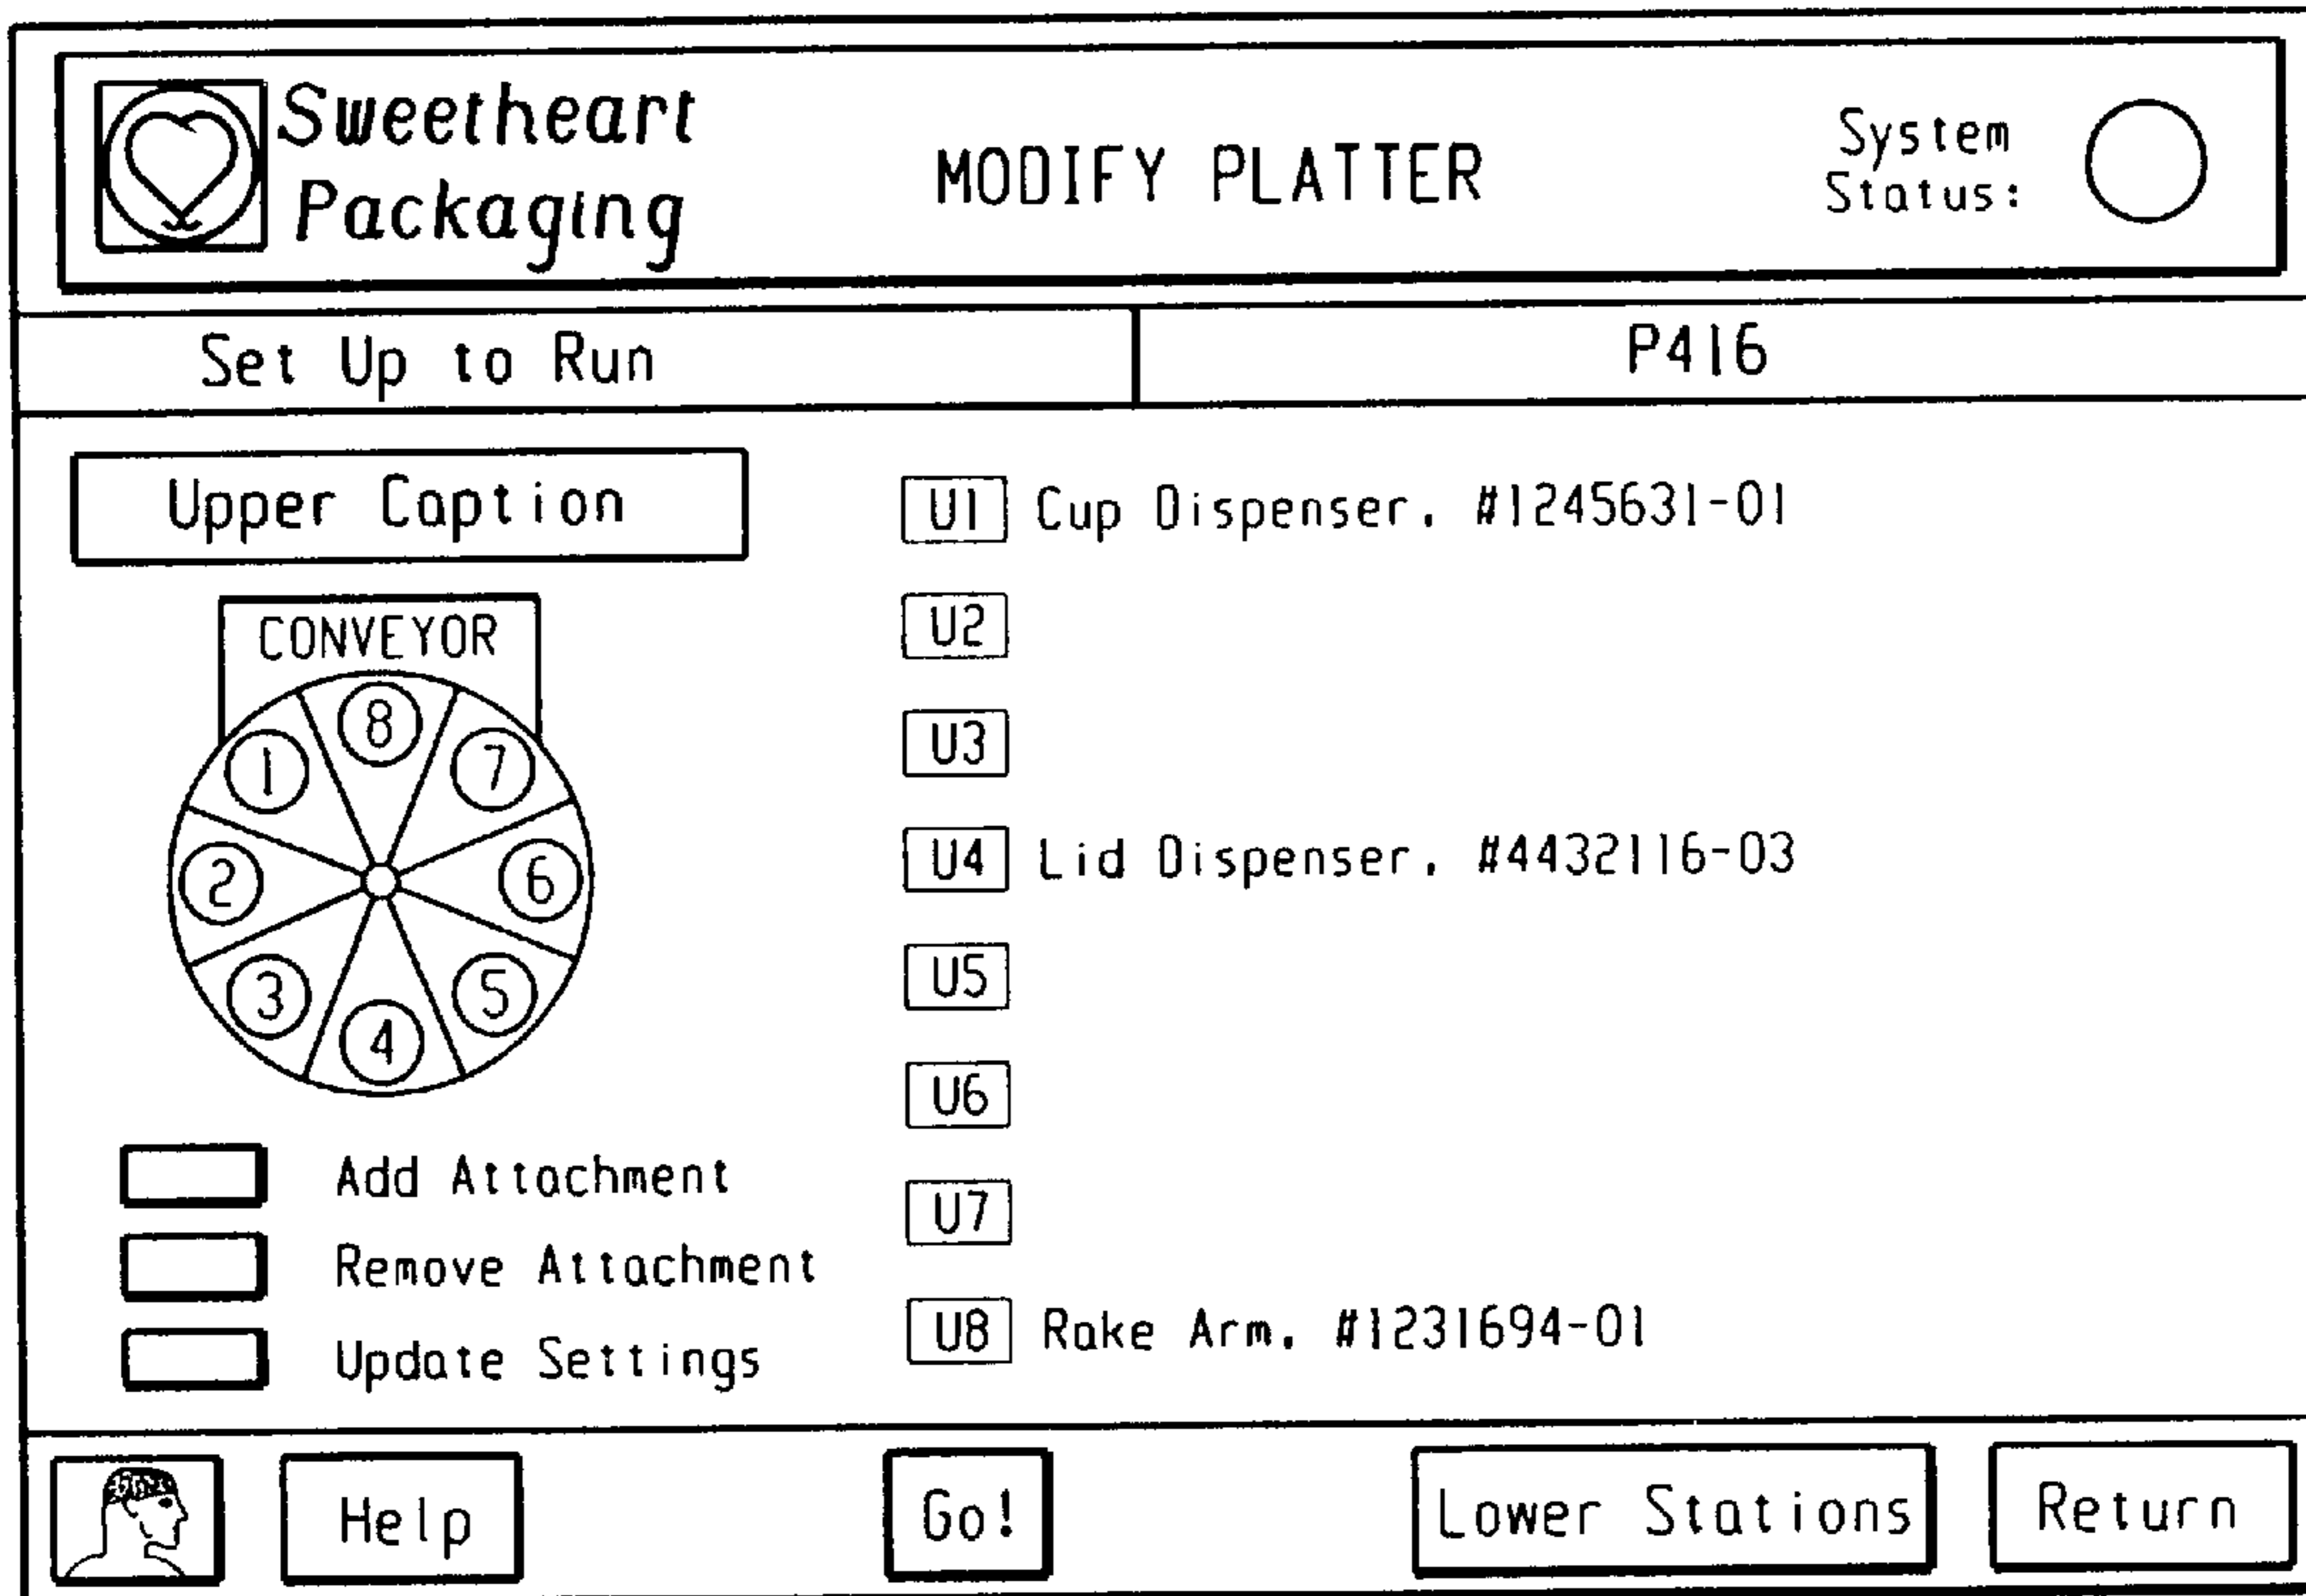 Sweetheart
Packaging
MODIFY PLATTER
System
Status:
Set Up to Run
P416
Upper Caption
CONVEYOR
8
1
7
2
6
3
5
4
Add Attachment
Remove Attachment
Update Settings
U1 Cup Dispenser, #1245631-01
U2
U3
U4 Lid Dispenser, #4432116-03
U5
U6
U7
U8 Rake Arm, #1231694-01
Help
Go!
Lower Stations
Return